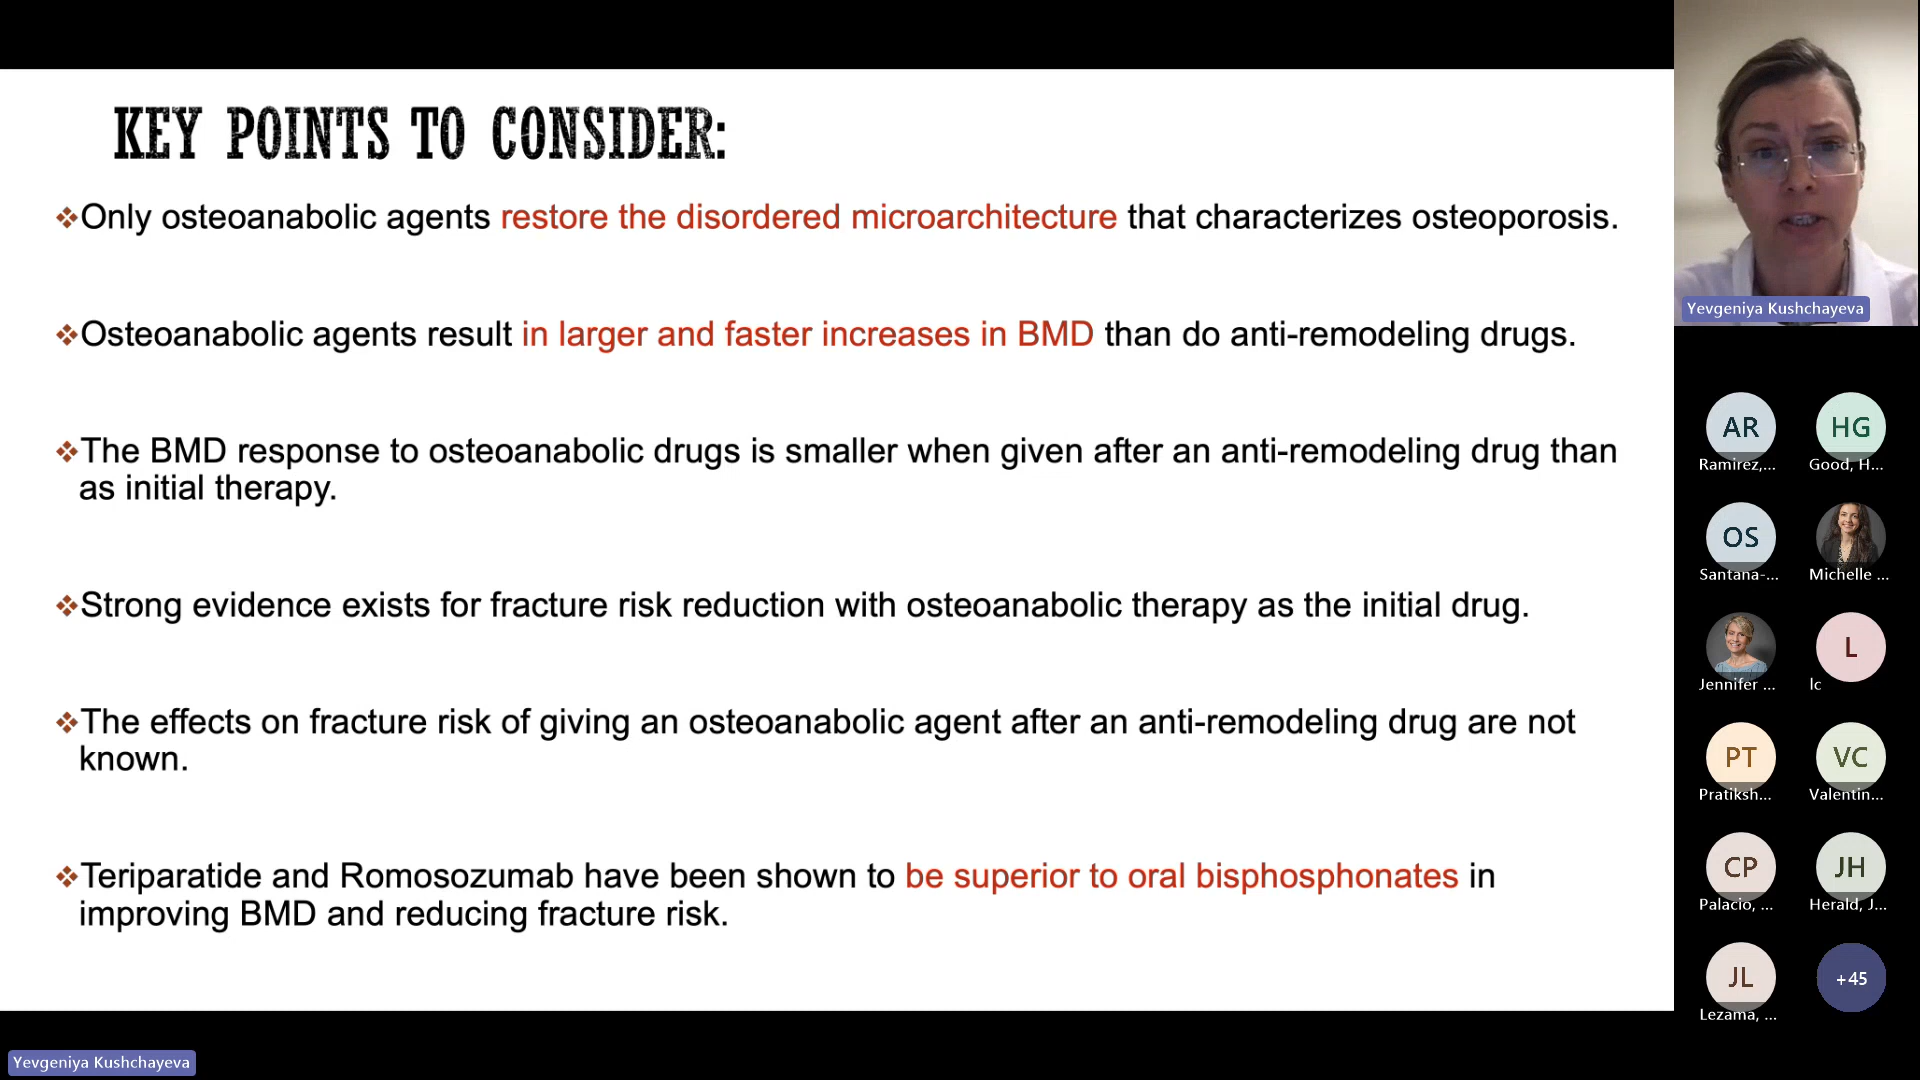 KEY POINTS TO CONSIDER:
❖Only osteoanabolic agents restore the disordered microarchitecture that characterizes osteoporosis.
❖Osteoanabolic agents result in larger and faster increases in BMD than do anti-remodeling drugs.
❖The BMD response to osteoanabolic drugs is smaller when given after an anti-remodeling drug than
as initial therapy.
❖Strong evidence exists for fracture risk reduction with osteoanabolic therapy as the initial drug.
❖The effects on fracture risk of giving an osteoanabolic agent after an anti-remodeling drug are not
known.
❖Teriparatide and Romosozumab have been shown to be superior to oral bisphosphonates in
improving BMD and reducing fracture risk.
Yevgeniya Kushchayeva
AR HG
Ramirez,... Good, H...
OS
Santana-... Michelle ...
L
Jennifer ... lc
PT VC
Pratiksh... Valentin...
CP JH
Palacio, ... Herald, J...
JL +45
Lezama, ...
Yevgeniya Kushchayeva